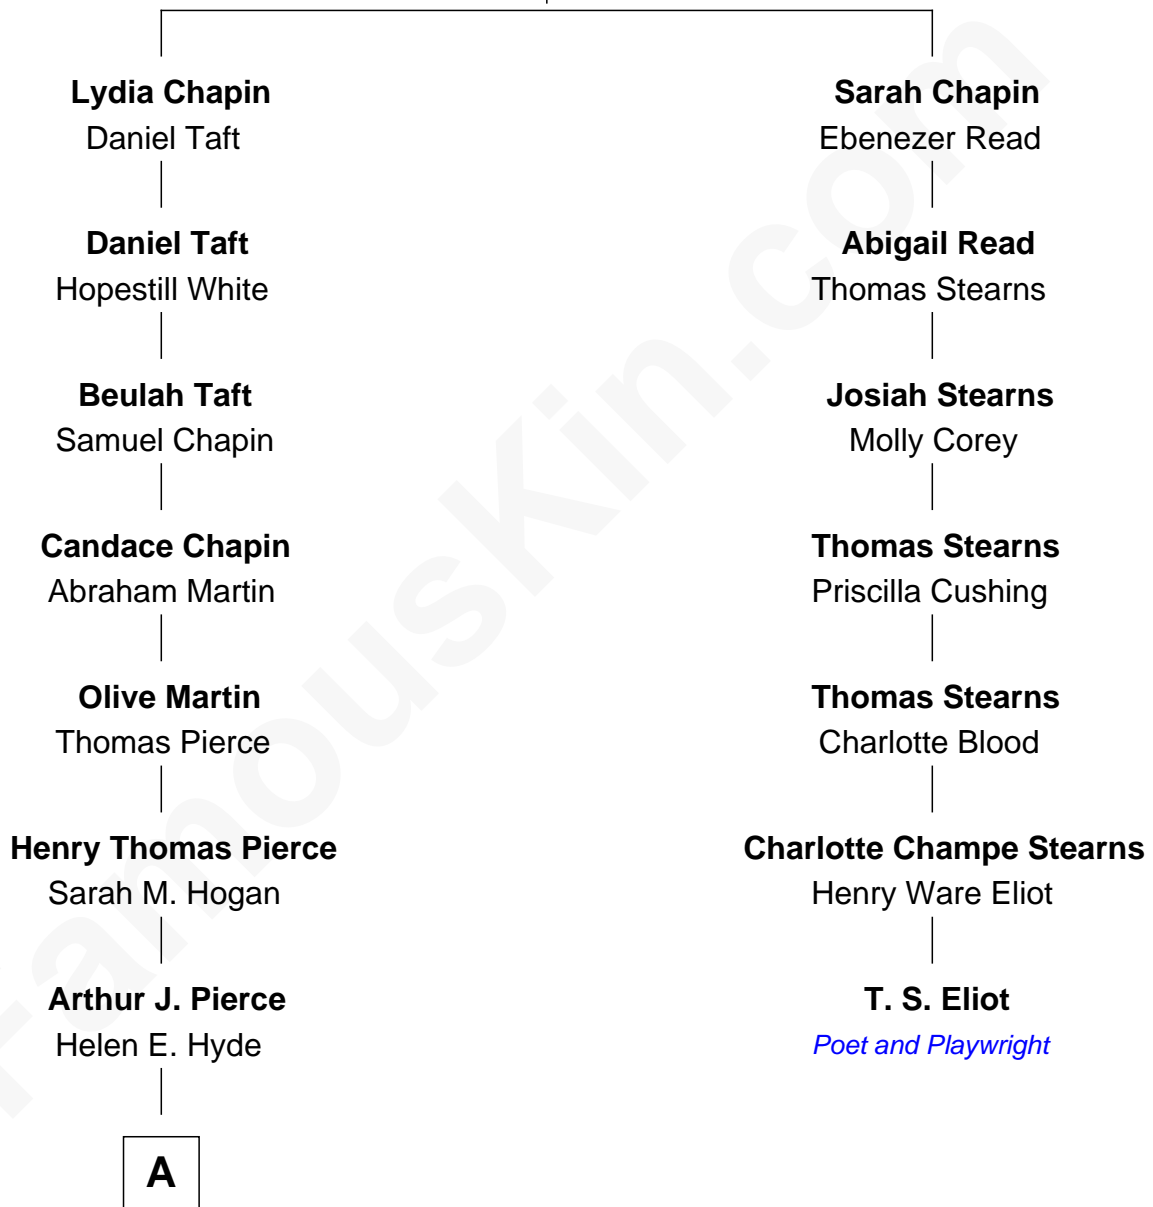 Lydia Chapin
Daniel Taft
Sarah Chapin
Ebenezer Read
Daniel Taft
Hopestill White
Abigail Read
Thomas Stearns
Beulah Taft
Samuel Chapin
Josiah Stearns
Molly Corey
Candace Chapin
Abraham Martin
Thomas Stearns
Priscilla Cushing
Olive Martin
Thomas Pierce
Thomas Stearns
Charlotte Blood
Henry Thomas Pierce
Sarah M. Hogan
Charlotte Champe Stearns
Henry Ware Eliot
Arthur J. Pierce
Helen E. Hyde
T. S. Eliot
Poet and Playwright
A
FamousKin.com